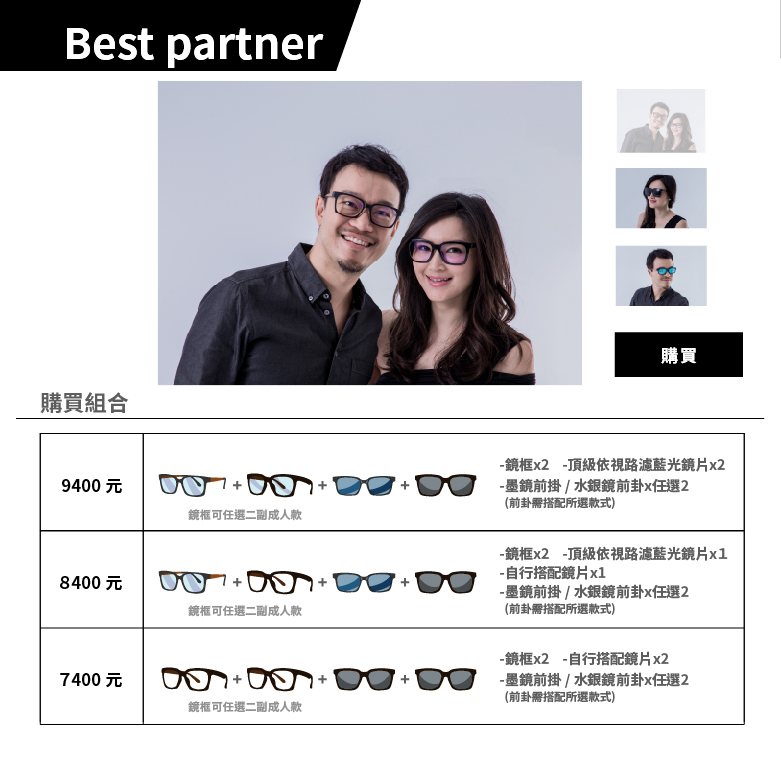 Best partner
購買
購買組合
9400 元
鏡框可任選二副成人款
-鏡框x2 -頂級依視路濾藍光鏡片x2
-墨鏡前掛 / 水銀鏡前卦x任選2
(前卦需搭配所選款式)
8400 元
鏡框可任選二副成人款
-鏡框x2 -頂級依視路濾藍光鏡片x1
-自行搭配鏡片x1
-墨鏡前掛 / 水銀鏡前卦x任選2
(前卦需搭配所選款式)
7400 元
鏡框可任選二副成人款
-鏡框x2 -自行搭配鏡片x2
-墨鏡前掛 / 水銀鏡前卦x任選2
(前卦需搭配所選款式)